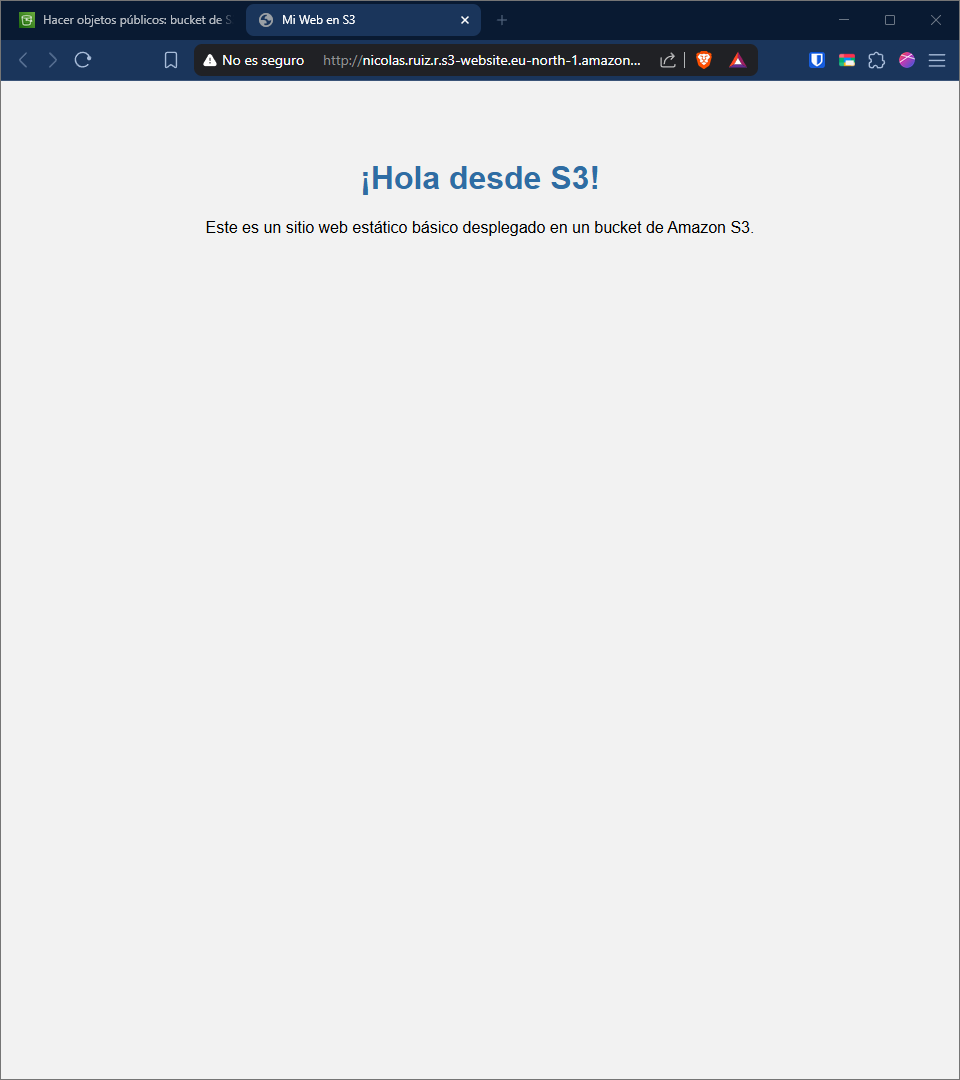 Hacer objetos públicos: bucket de S
Mi Web en S3
No es seguro http://nicolas.ruiz.r.s3-website.eu-north-1.amazon...
¡Hola desde S3!
Este es un sitio web estático básico desplegado en un bucket de Amazon S3.